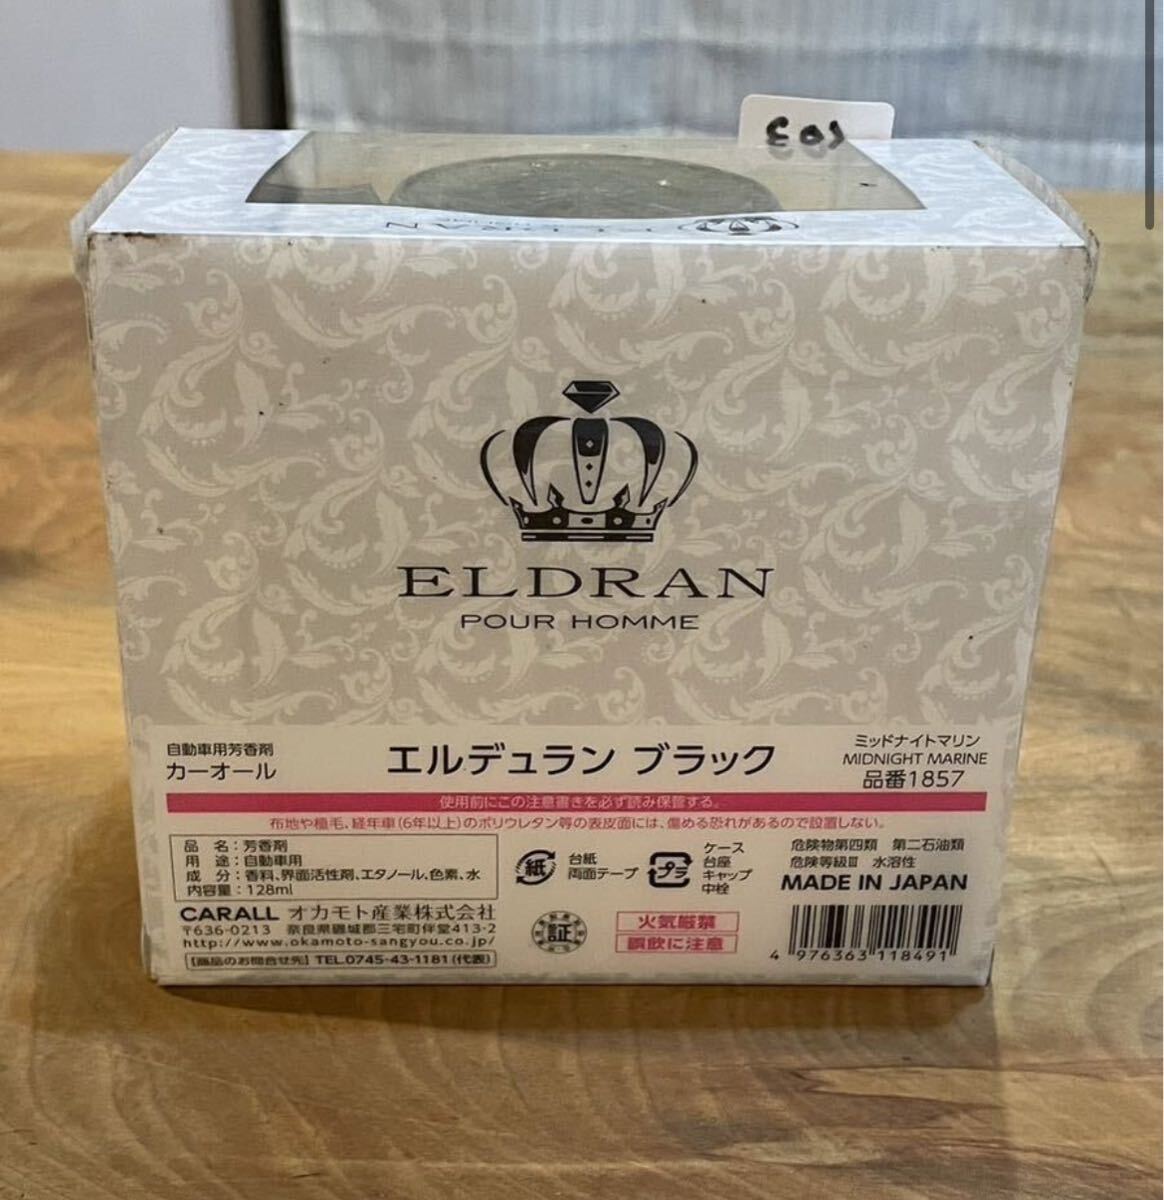 603
ELDRAN
ELDRAN
POUR HOMME
自動車用芳香剤
カーオール
エルデュラン ブラック
ミッドナイトマリン
MIDNIGHT MARINE
品番1857
使用前にこの注意書きを必ず読み保管する。
布地や植毛、経年車(6年以上)のポリウレタン等の表皮面には、傷める恐れがあるので設置しない。
品 名:芳香剤
用 途:自動車用
成 分:香料、界面活性剤、エタノール、色素、水
内容量:128ml
紙
台紙
両面テープ
プラ
ケース
台座
キャップ
中栓
危険物第四類 第二石油類
危険等級Ⅲ 水溶性
MADE IN JAPAN
CARALL オカモト産業株式会社
〒636-0213 奈良県磯城郡三宅町伴堂413-2
http://www.okamoto-sangyou.co.jp/
【商品のお問合せ先】 TEL.0745-43-1181(代表)
証
火気厳禁
誤飲に注意
4 976363 118491